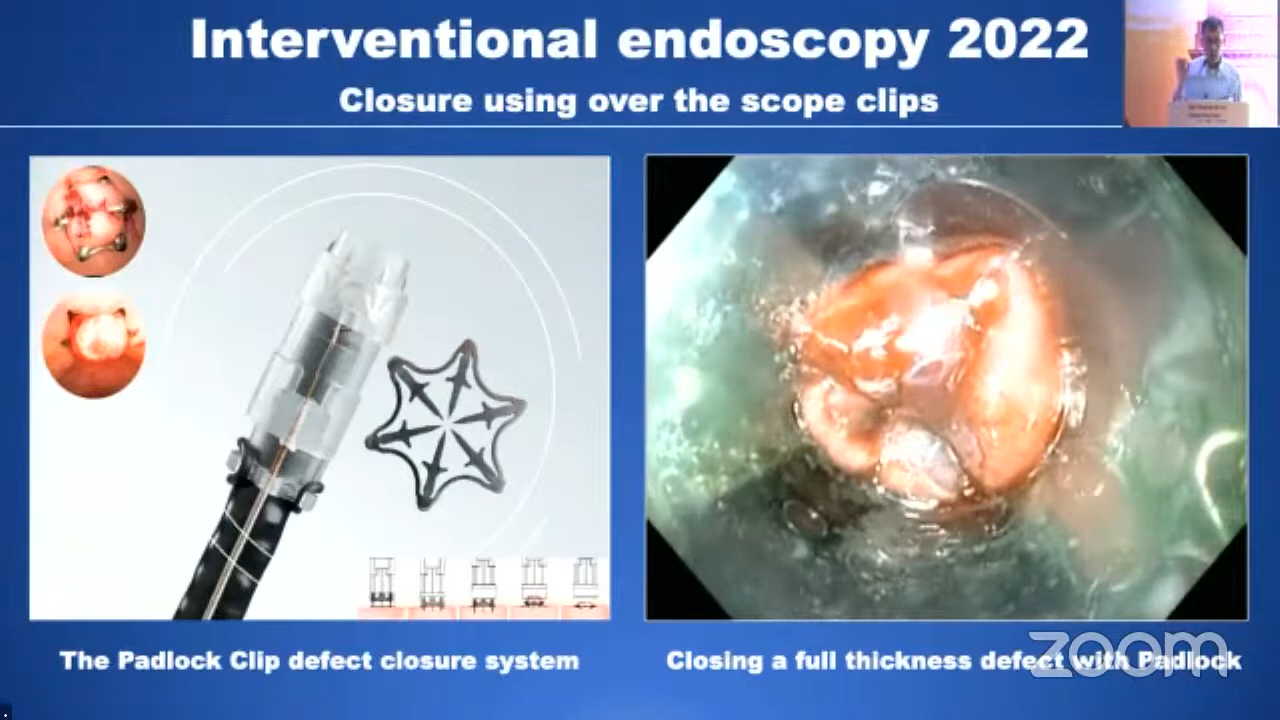 Interventional endoscopy 2022
Closure using over the scope clips
The Padlock Clip defect closure system
Closing a full thickness defect with Padlock
zoom